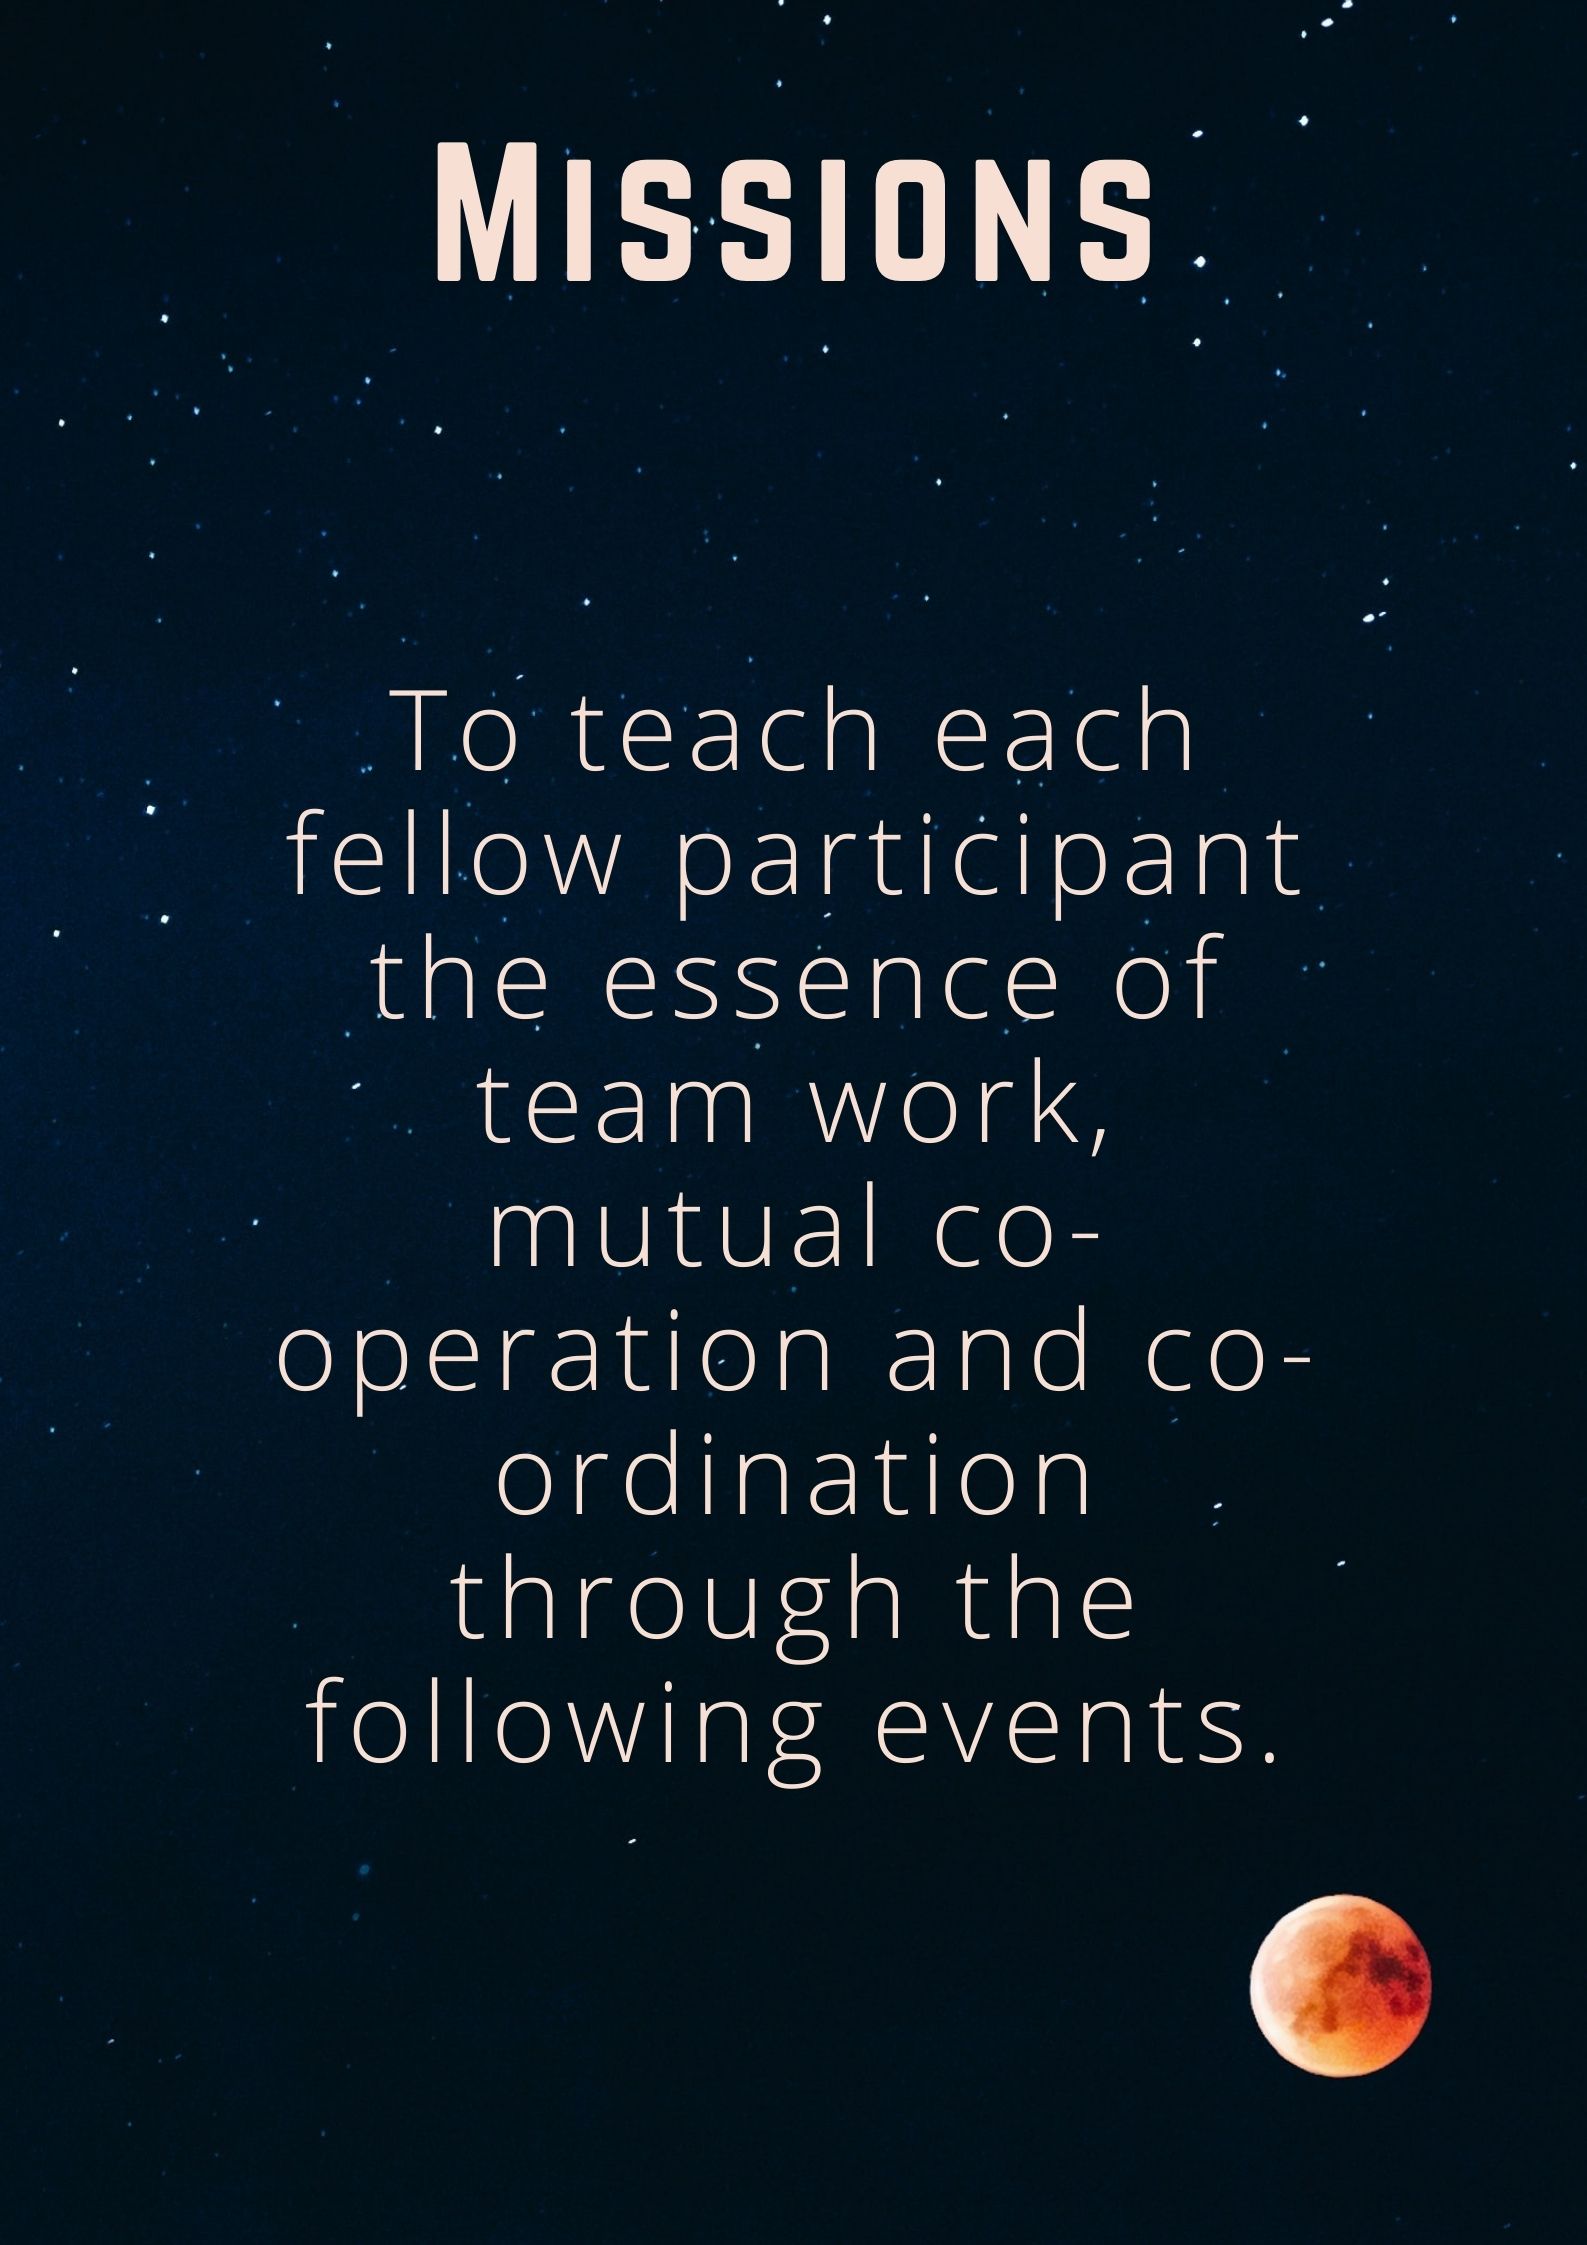 Missions
To teach each
fellow participant
the essence of
team work,
mutual co-
operation and co-
ordination
through the
following events.